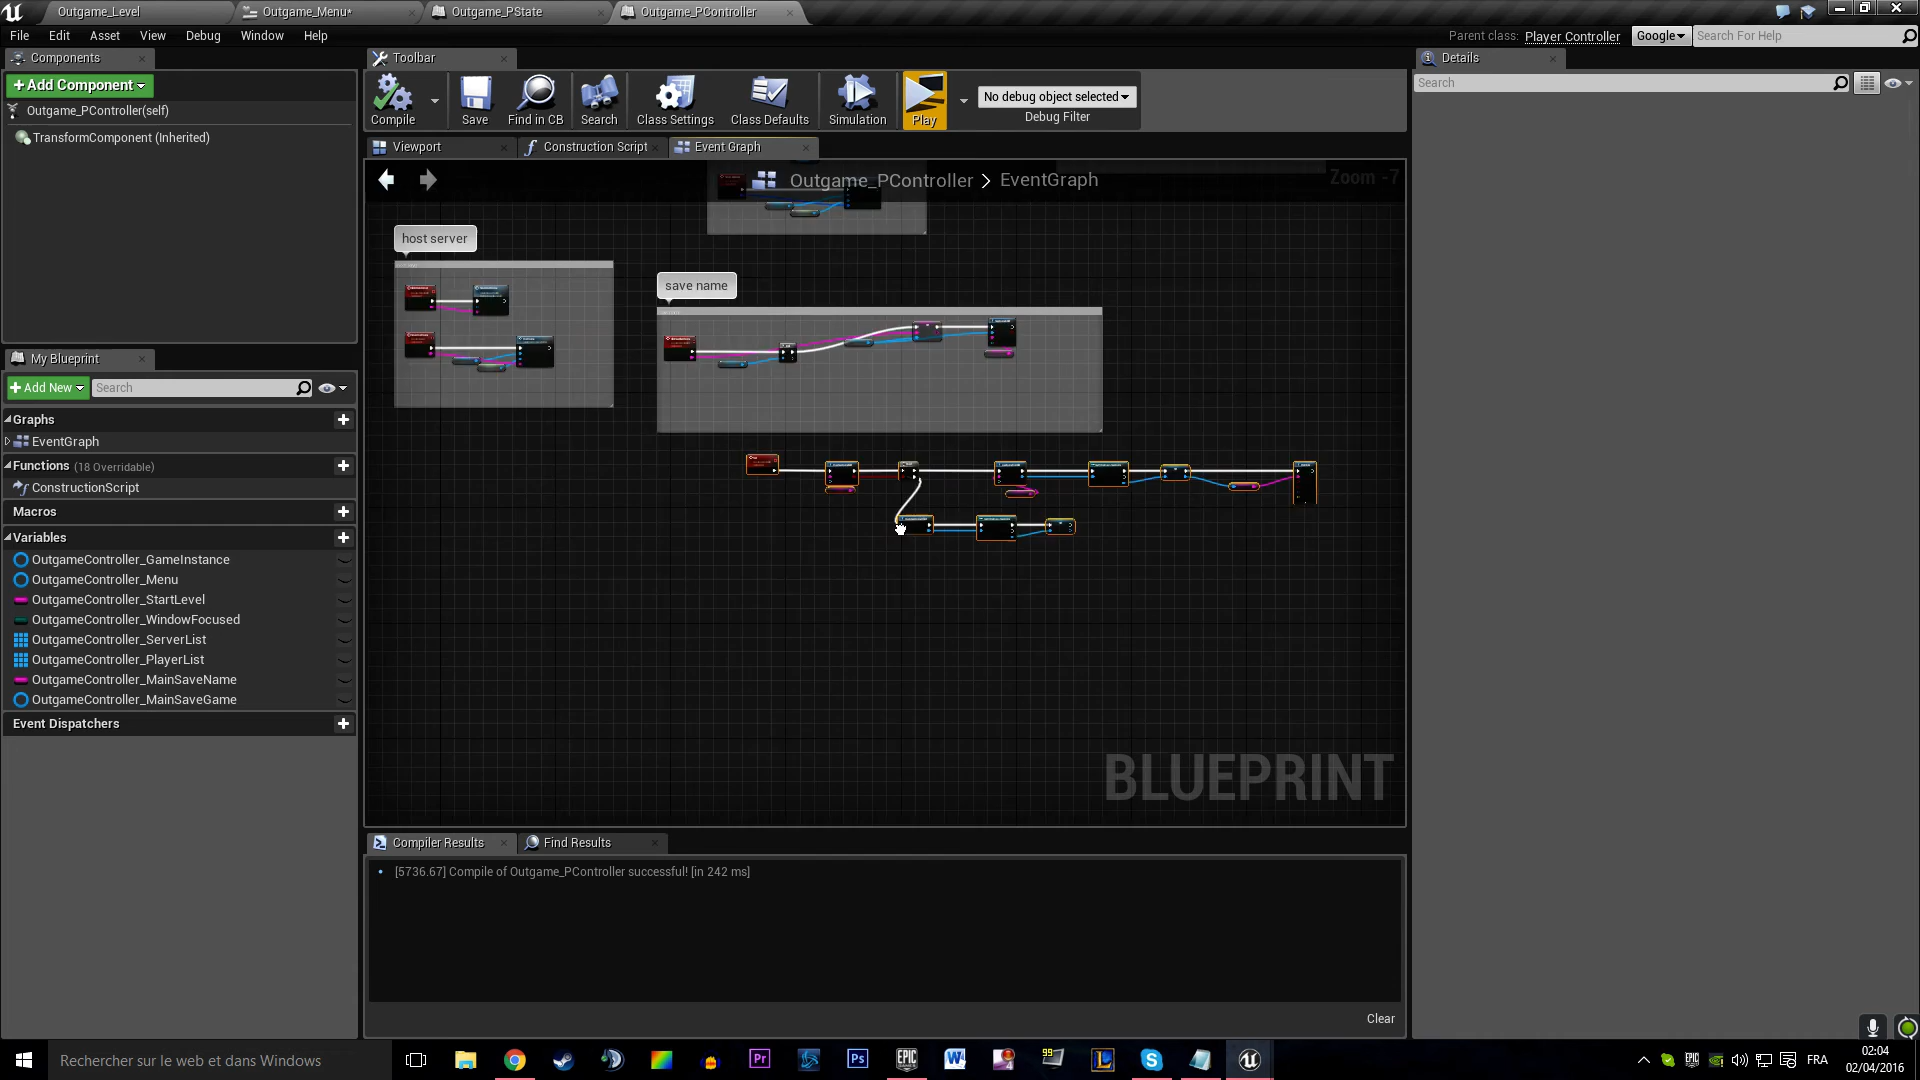 Outgame_Level
Outgame_Menu*
Outgame_PState
Outgame_PController
File Edit Asset View Debug Window Help
Parent class: Player Controller
Google
Search For Help
Components
Add Component
Outgame_PController(self)
TransformComponent (Inherited)
Toolbar
Compile
Save
Find in CB
Search
Class Settings
Class Defaults
Simulation
Play
No debug object selected
Debug Filter
Details
Search
Viewport
Construction Script
Event Graph
Outgame_PController > EventGraph
Zoom -7
host server
save name
BLUEPRINT
My Blueprint
Add New
Search
Graphs
EventGraph
Functions (18 Overridable)
ConstructionScript
Macros
Variables
OutgameController_GameInstance
OutgameController_Menu
OutgameController_StartLevel
OutgameController_WindowFocused
OutgameController_ServerList
OutgameController_PlayerList
OutgameController_MainSaveName
OutgameController_MainSaveGame
Event Dispatchers
Compiler Results
Find Results
[5736.67] Compile of Outgame_PController successful! [in 242 ms]
Clear
Rechercher sur le web et dans Windows
Pr
Ps
EPIC
99
FRA
02:04
02/04/2016